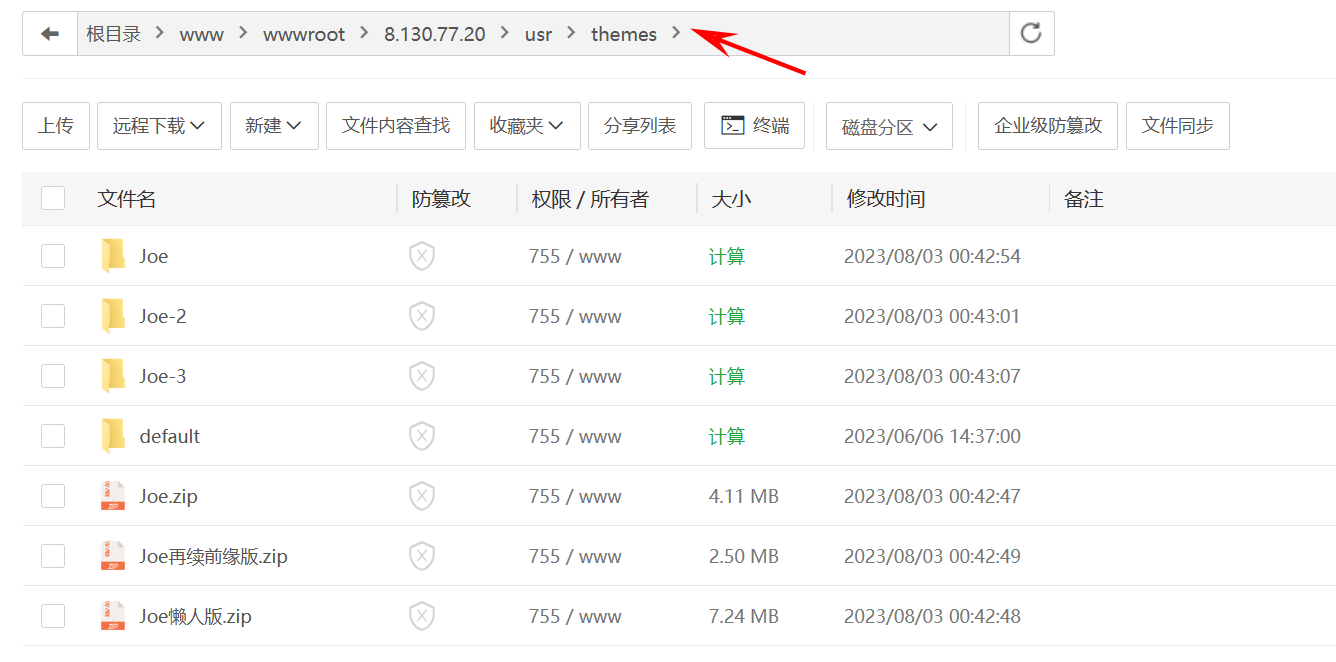 根目录 > www > wwwroot > 8.130.77.20 > usr > themes >
上传 远程下载 新建 文件内容查找 收藏夹 分享列表 终端 磁盘分区 企业级防篡改 文件同步
文件名 防篡改 权限 / 所有者 大小 修改时间 备注
Joe 755 / www 计算 2023/08/03 00:42:54
Joe-2 755 / www 计算 2023/08/03 00:43:01
Joe-3 755 / www 计算 2023/08/03 00:43:07
default 755 / www 计算 2023/06/06 14:37:00
Joe.zip 755 / www 4.11 MB 2023/08/03 00:42:47
Joe再续前缘版.zip 755 / www 2.50 MB 2023/08/03 00:42:49
Joe懒人版.zip 755 / www 7.24 MB 2023/08/03 00:42:48